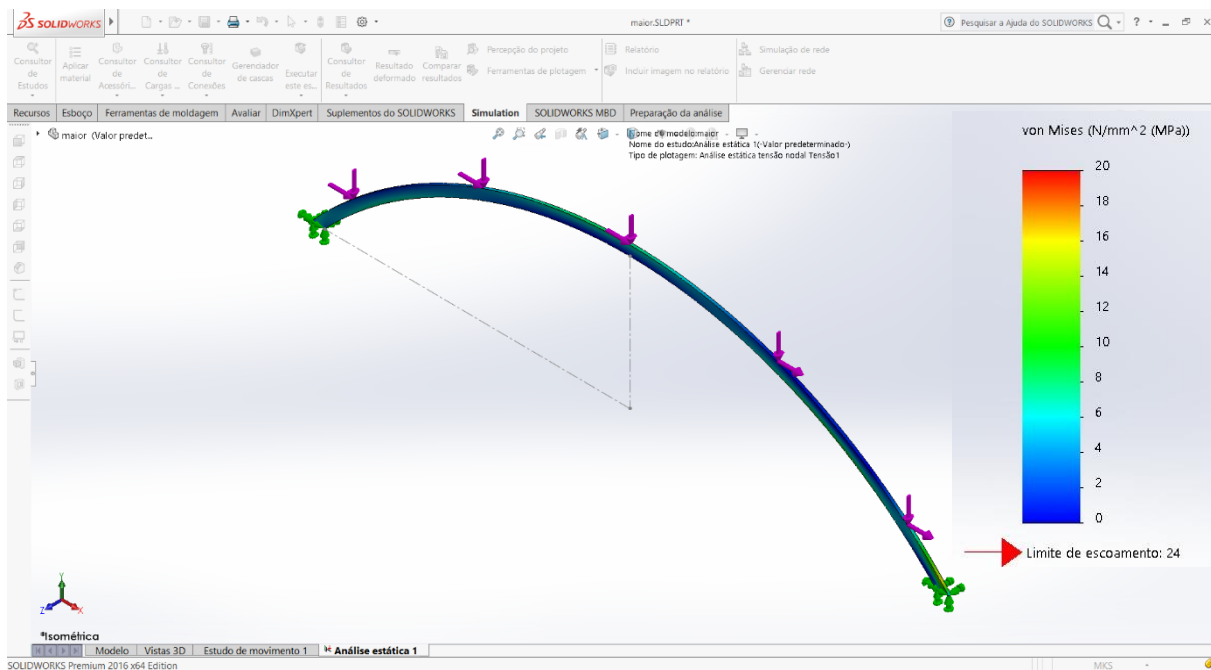 DS SOLIDWORKS
maior.SLDPRT *
Pesquisar a Ajuda do SOLIDWORKS
?
Consultor de Estudos
Aplicar material
Consultor de Acessóri...
Consultor de Cargas ...
Consultor de Conexões
Gerenciador de cascas
Executar este es...
Consultor de Resultados
Resultado deformado
Comparar resultados
Percepção do projeto
Ferramentas de plotagem
Relatório
Incluir imagem no relatório
Simulação de rede
Gerenciar rede
Recursos Esboço Ferramentas de moldagem Avaliar DimXpert Suplementos do SOLIDWORKS Simulation SOLIDWORKS MBD Preparação da análise
maior (Valor predet...
Nome do modelo:maior
Nome do estudo:Análise estática 1(-Valor predeterminado-)
Tipo de plotagem: Análise estática tensão nodal Tensão1
von Mises (N/mm^2 (MPa))
20
18
16
14
12
10
8
6
4
2
0
Limite de escoamento: 24
Y
Z
X
*Isométrica
Modelo Vistas 3D Estudo de movimento 1 Análise estática 1
SOLIDWORKS Premium 2016 x64 Edition
MKS